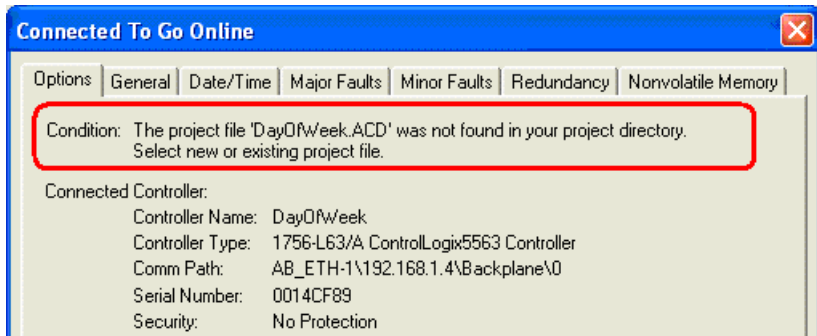 Connected To Go Online
Options General Date/Time Major Faults Minor Faults Redundancy Nonvolatile Memory
Condition: The project file 'DayOfWeek.ACD' was not found in your project directory.
Select new or existing project file.
Connected Controller:
Controller Name: DayOfWeek
Controller Type: 1756-L63/A ControlLogix5563 Controller
Comm Path: AB_ETH-1\192.168.1.4\Backplane\0
Serial Number: 0014CF89
Security: No Protection